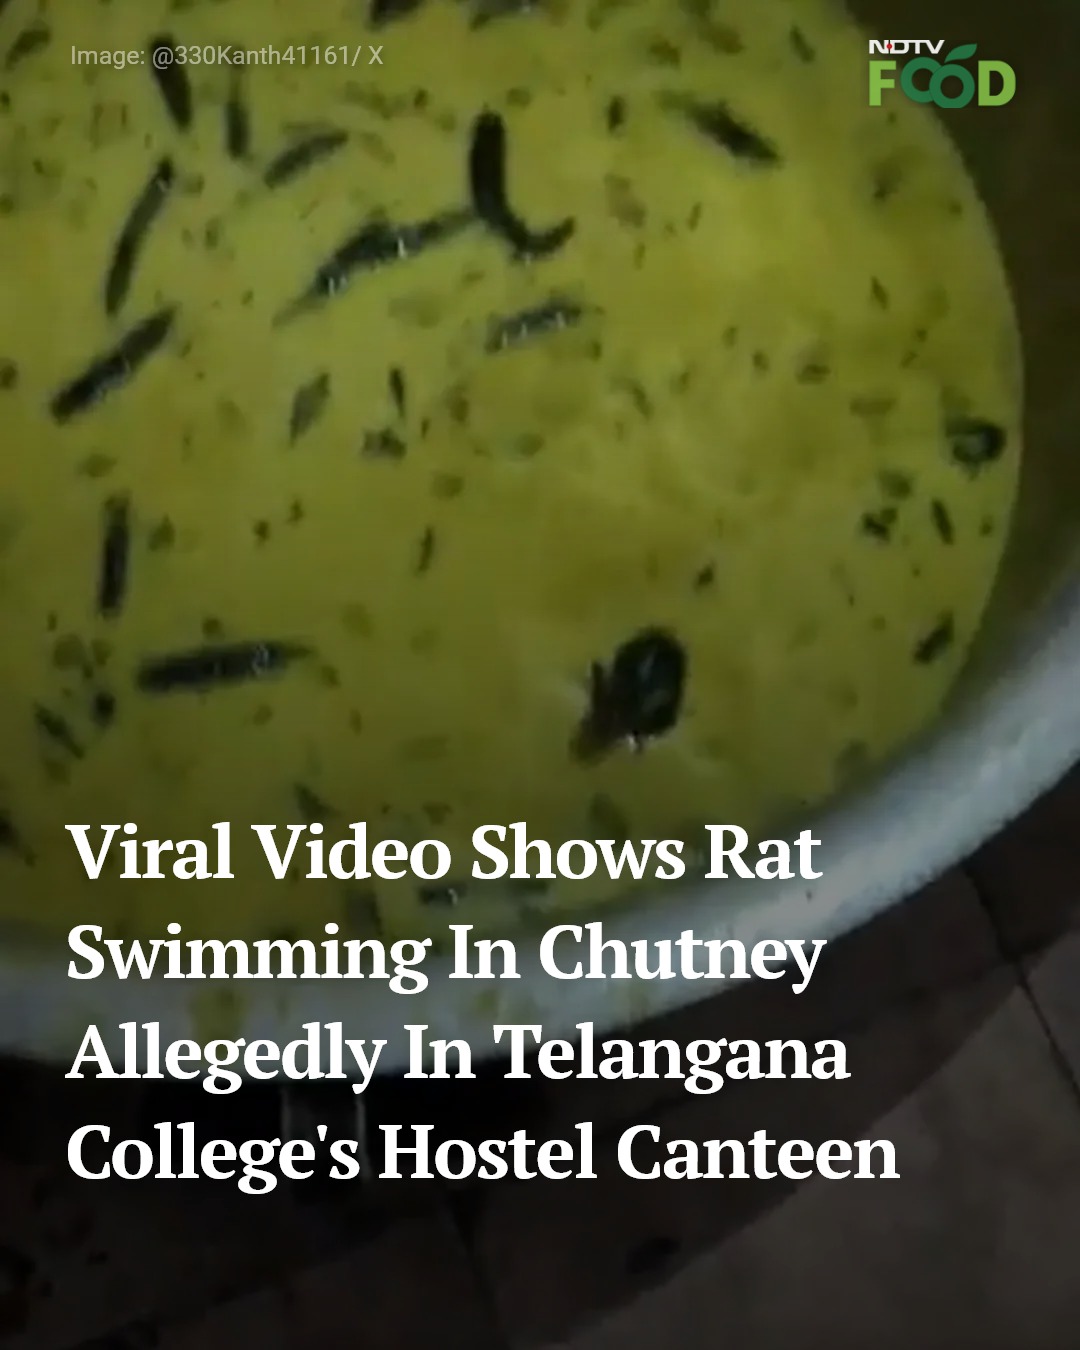 Image: @330Kanth41161/ X
NDTV
FOOD
Viral Video Shows Rat
Swimming In Chutney
Allegedly In Telangana
College's Hostel Canteen